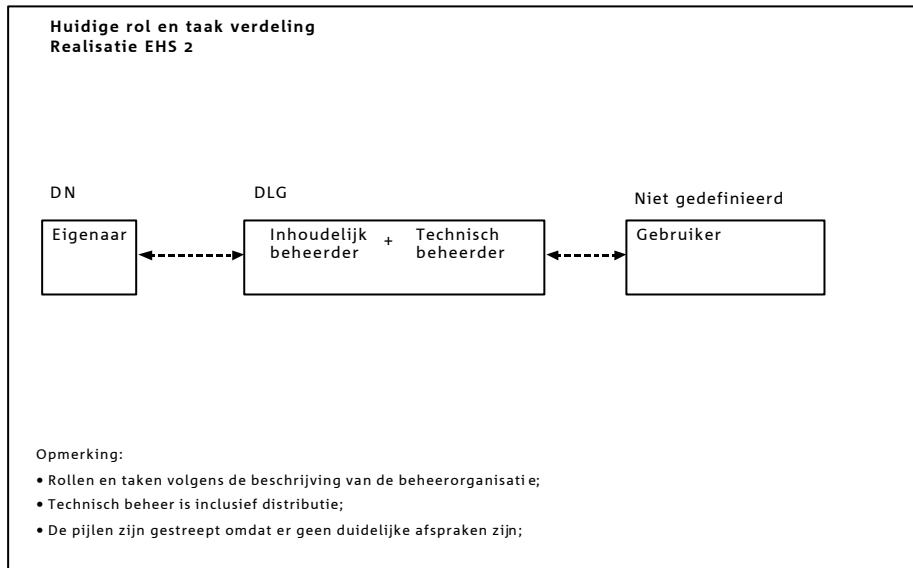 Huidige rol en taak verdeling
Realisatie EHS 2
DN
DLG
Niet gedefinieerd
Eigenaar
Inhoudelijk
beheerder
+
Technisch
beheerder
Gebruiker
Opmerking:
• Rollen en taken volgens de beschrijving van de beheerorganisatie;
• Technisch beheer is inclusief distributie;
• De pijlen zijn gestreept omdat er geen duidelijke afspraken zijn;